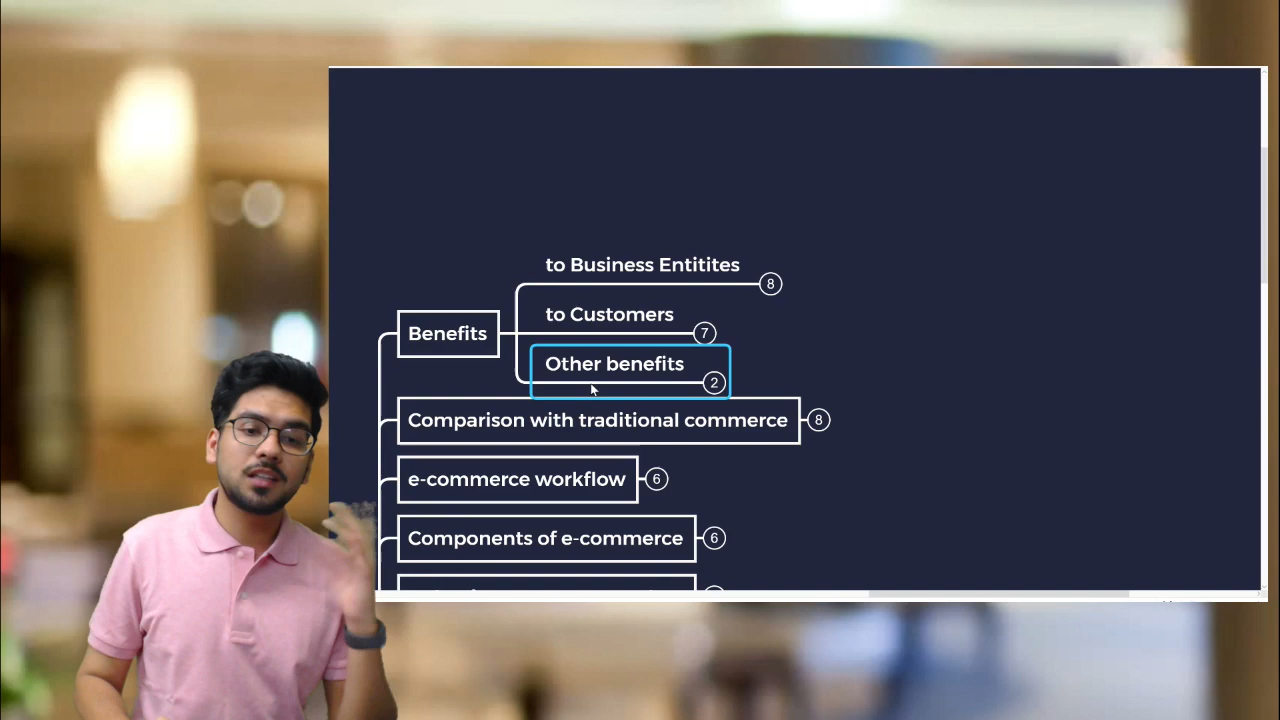 to Business Entitites
8
to Customers
7
Benefits
Other benefits
2
Comparison with traditional commerce
8
e-commerce workflow
6
Components of e-commerce
6